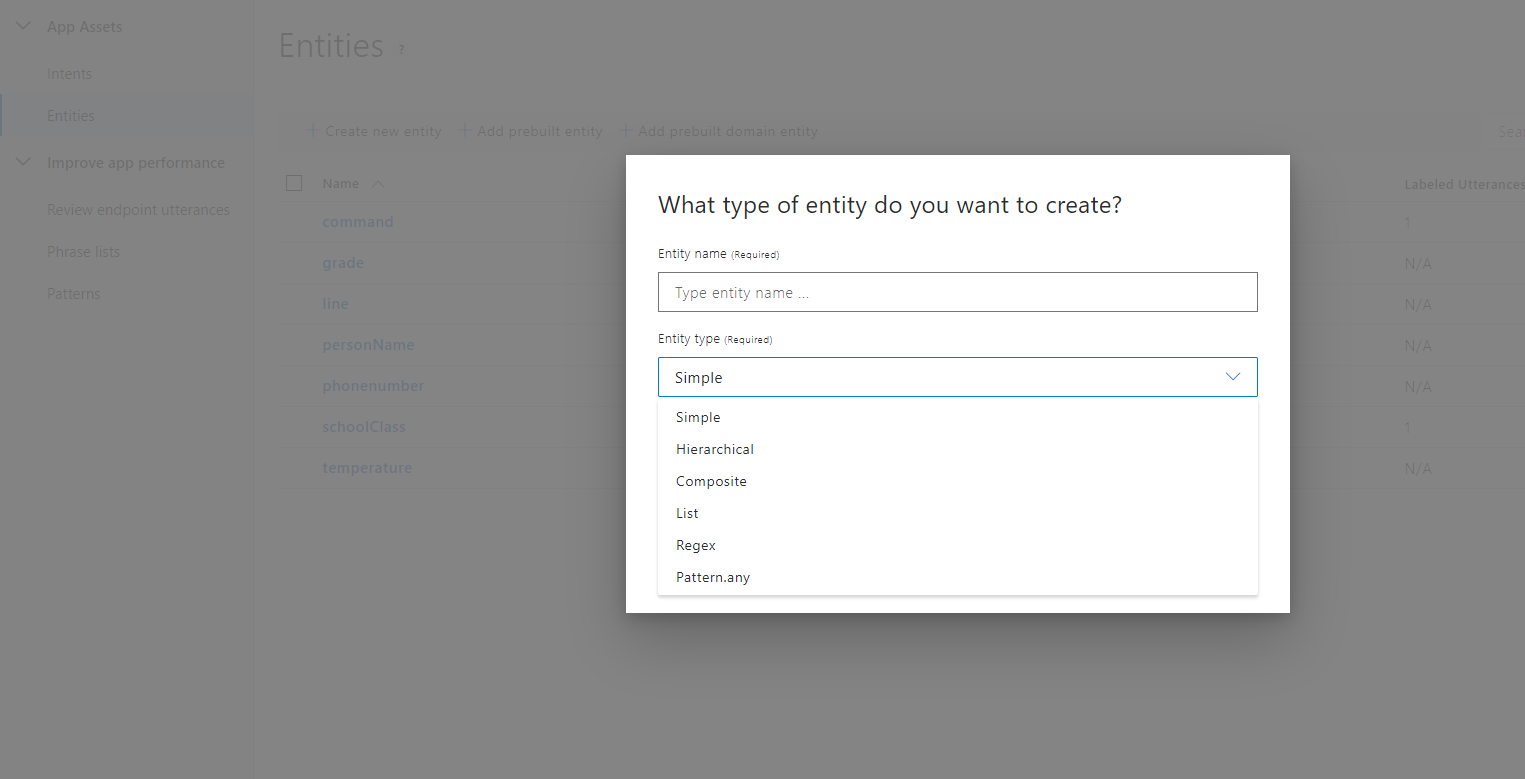 App Assets
Intents
Entities
Improve app performance
Review endpoint utterances
Phrase lists
Patterns
Entities ?
+ Create new entity + Add prebuilt entity + Add prebuilt domain entity
Name
Labeled Utterances
command 1
grade N/A
line N/A
personName N/A
phonenumber N/A
schoolClass 1
temperature N/A
What type of entity do you want to create?
Entity name (Required)
Type entity name ...
Entity type (Required)
Simple
Simple
Hierarchical
Composite
List
Regex
Pattern.any